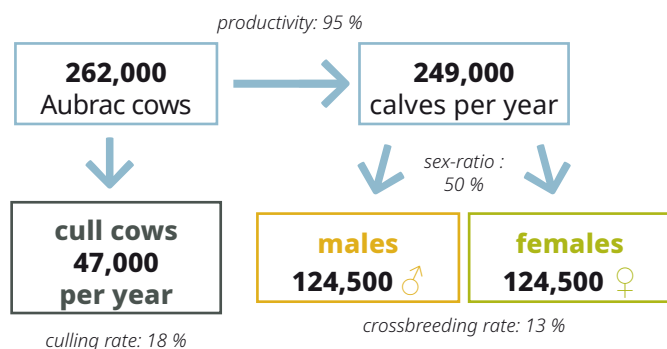 productivity: 95 %
262,000
Aubrac cows
249,000
calves per year
sex-ratio :
50 %
cull cows
47,000
per year
males
124,500 ♂
females
124,500 ♀
culling rate: 18 %
crossbreeding rate: 13 %